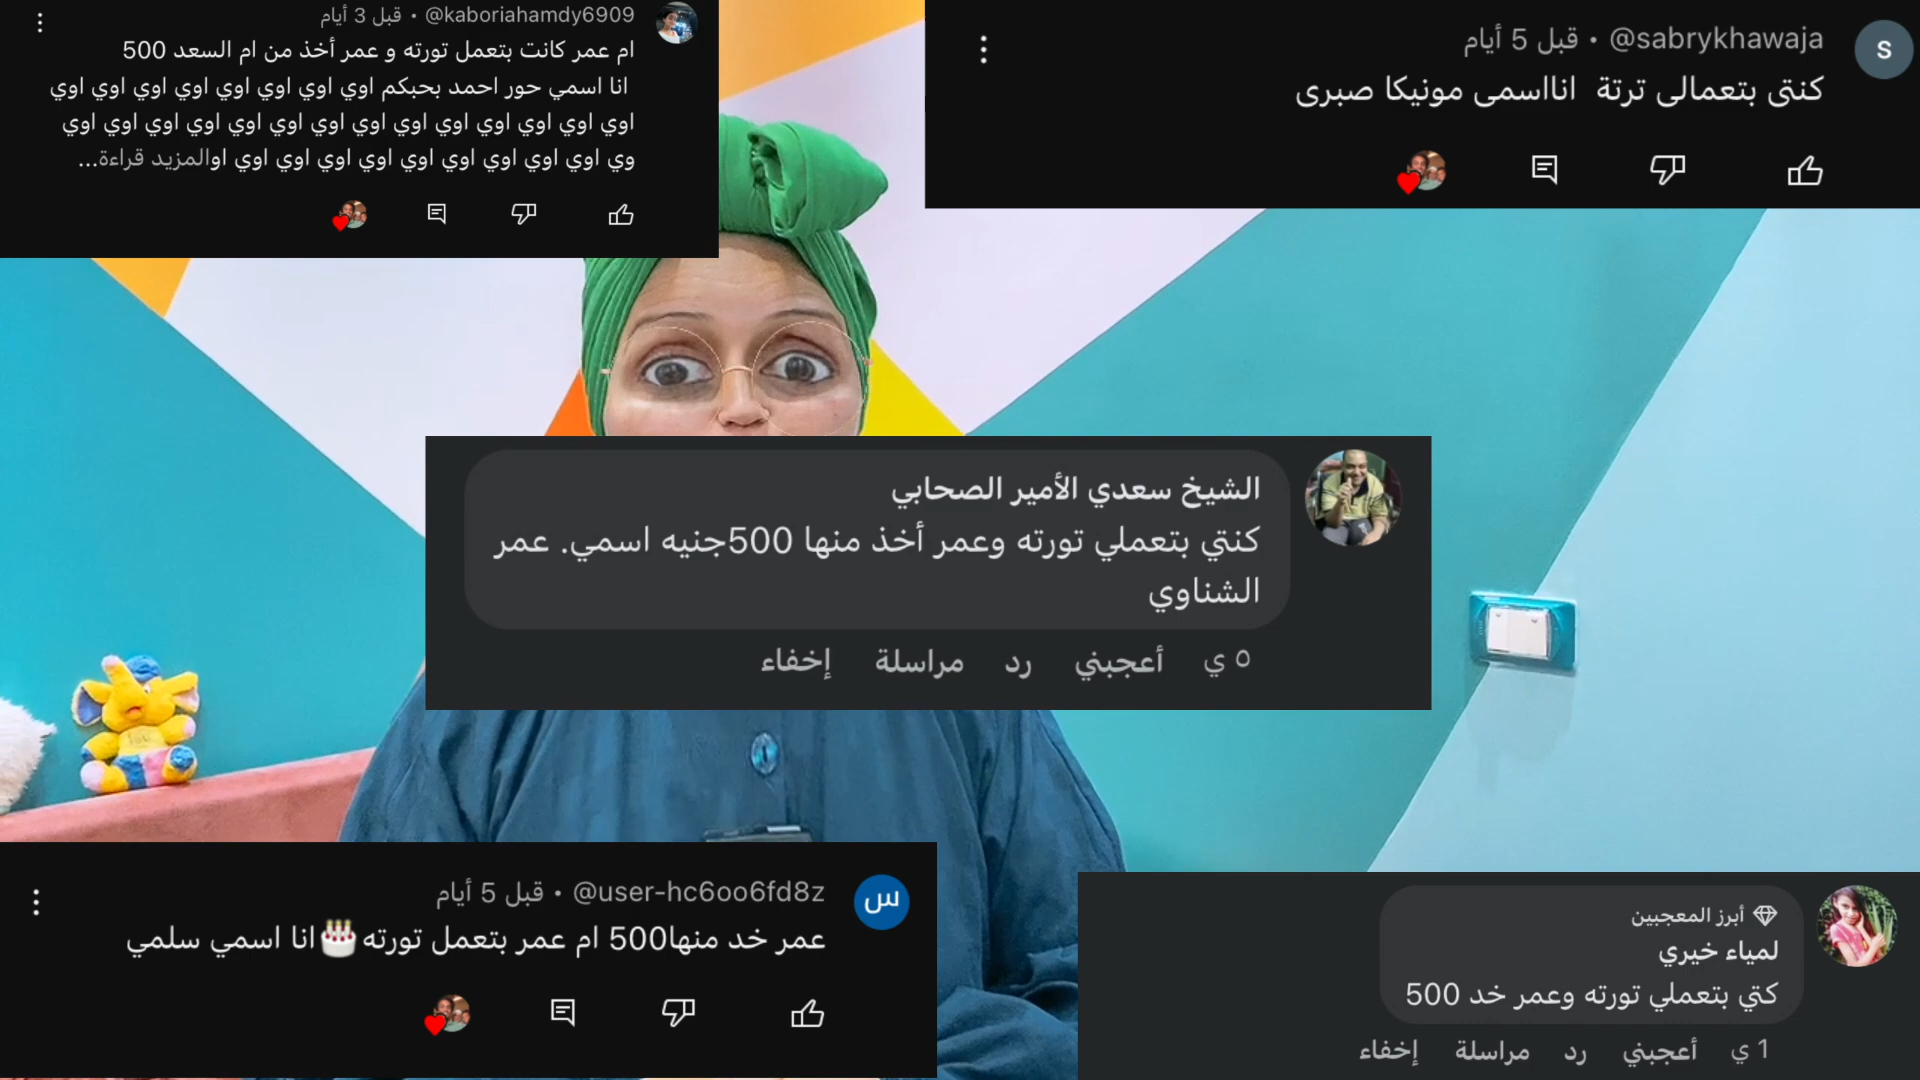 @kaboriahamdy6909 • قبل 3 أيام
ام عمر كانت بتعمل تورته و عمر أخذ من ام السعد 500
انا اسمي حور احمد بحبكم اوي اوي اوي اوي اوي اوي اوي اوي
اوي اوي اوي اوي اوي اوي اوي اوي اوي اوي اوي اوي اوي اوي
وي اوي اوي اوي اوي اوي اوي اوي اوي اوي اوالمزيد قراءة...
@sabrykhawaja • قبل 5 أيام
S
كنتى بتعمالى ترتة انااسمى مونيكا صبرى
الشيخ سعدي الأمير الصحابي
كنتي بتعملي تورته وعمر أخذ منها 500جنيه اسمي. عمر
الشناوي
٥ ي أعجبني رد مراسلة إخفاء
@user-hc6oo6fd8z • قبل 5 أيام
س
عمر خد منها500 ام عمر بتعمل تورته🎂انا اسمي سلمي
أبرز المعجبين
لمياء خيري
كتي بتعملي تورته وعمر خد 500
1 ي أعجبني رد مراسلة إخفاء